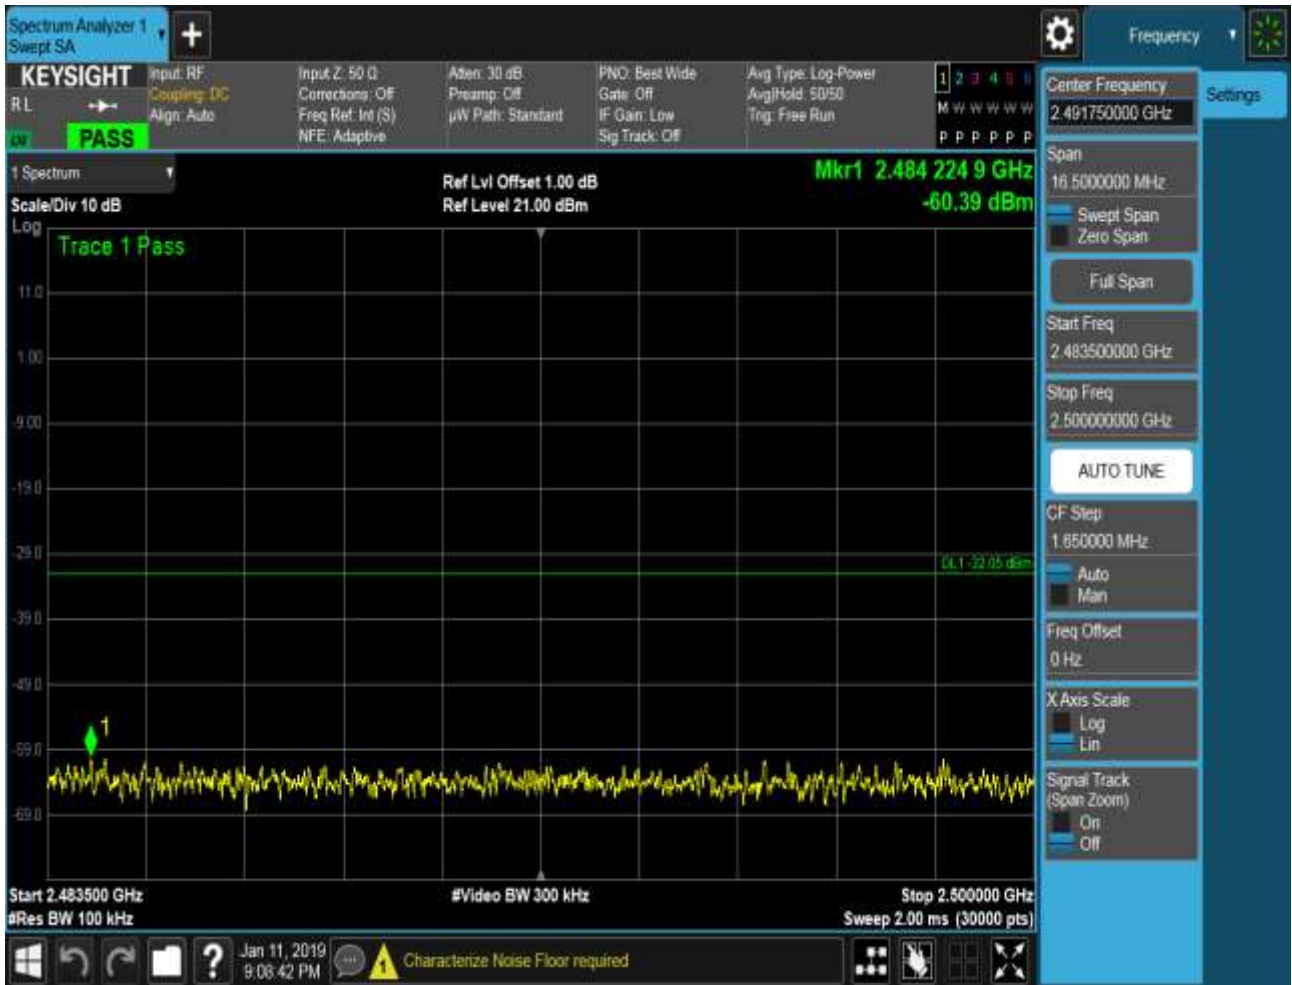 Spectrum Analyzer 1
Swept SA
+
Frequency
KEYSIGHT
RL
PASS
Input: RF
Coupling: DC
Align: Auto
Input Z: 50 Ω
Corrections: Off
Freq Ref: Int (S)
NFE: Adaptive
Atten: 30 dB
Preamp: Off
µW Path: Standard
PNO: Best Wide
Gate: Off
IF Gain: Low
Sig Track: Off
Avg Type: Log-Power
Avg|Hold: 50/50
Trig: Free Run
1 2 3 4 5 6
M W W W W W
P P P P P P
1 Spectrum
Scale/Div 10 dB
Ref Lvl Offset 1.00 dB
Ref Level 21.00 dBm
Mkr1 2.484 224 9 GHz
-60.39 dBm
Log
Trace 1 Pass
11.0
1.00
-9.00
-19.0
-29.0
DL1 -32.05 dBm
-39.0
-49.0
1
-59.0
-69.0
Start 2.483500 GHz
#Res BW 100 kHz
#Video BW 300 kHz
Stop 2.500000 GHz
Sweep 2.00 ms (30000 pts)
Center Frequency
2.491750000 GHz
Settings
Span
16.5000000 MHz
Swept Span
Zero Span
Full Span
Start Freq
2.483500000 GHz
Stop Freq
2.500000000 GHz
AUTO TUNE
CF Step
1.650000 MHz
Auto
Man
Freq Offset
0 Hz
X Axis Scale
Log
Lin
Signal Track
(Span Zoom)
On
Off
?
Jan 11, 2019
9:08:42 PM
1
Characterize Noise Floor required